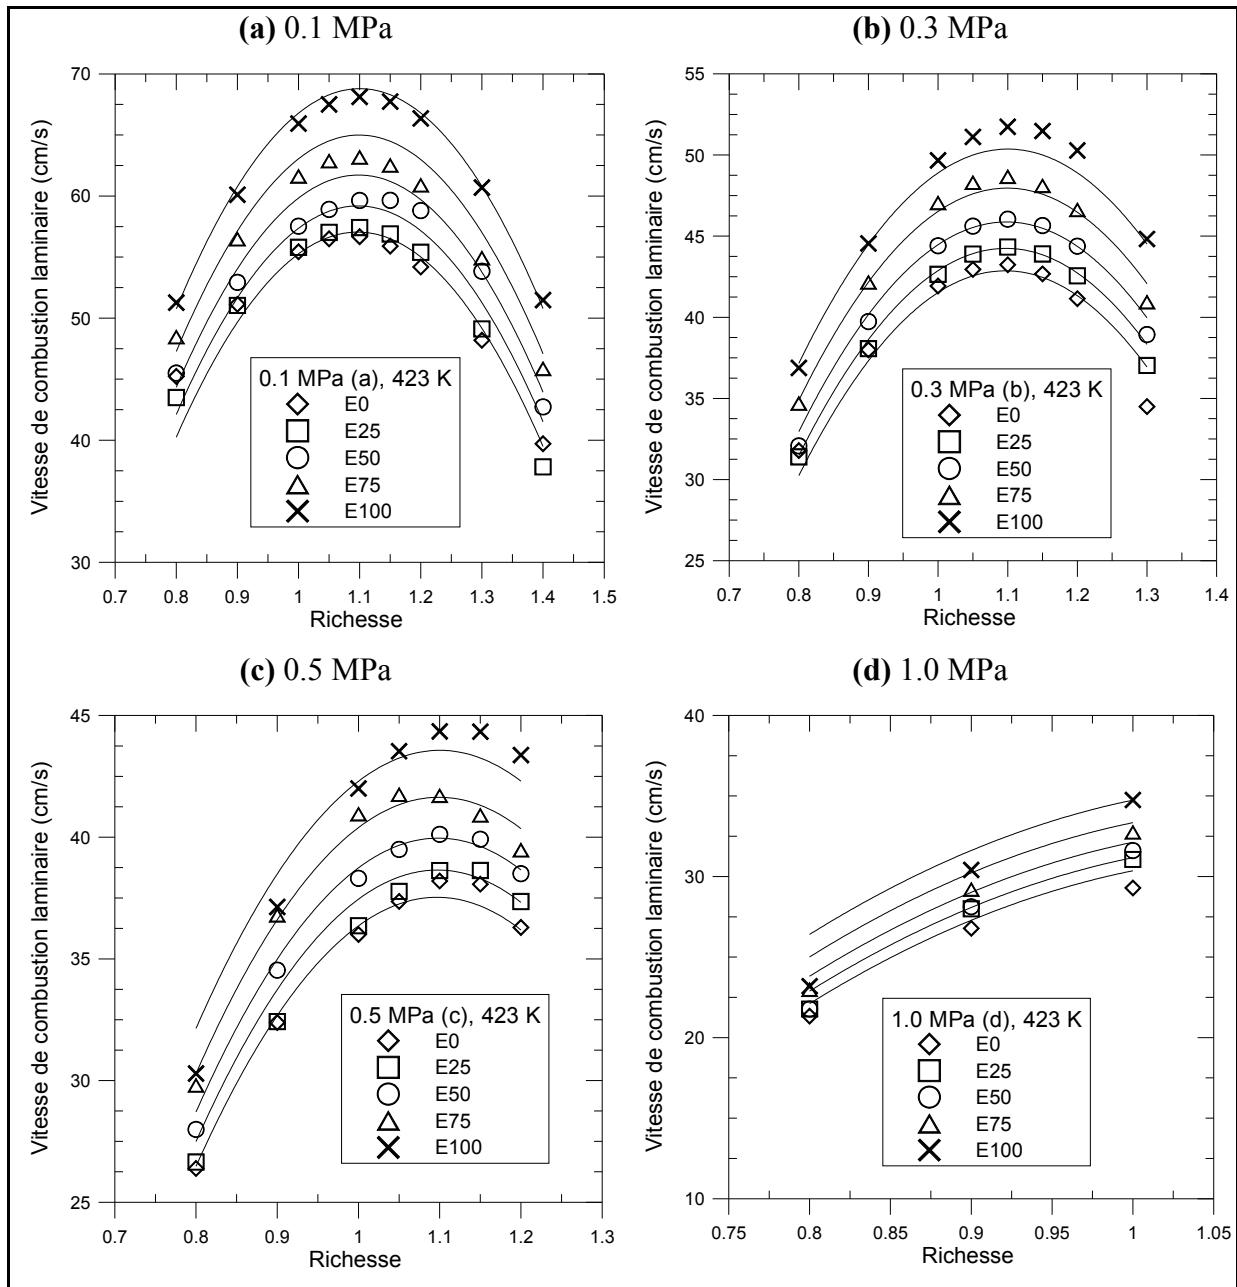 (a) 0.1 MPa
70
60
50
40
30
Vitesse de combustion laminaire (cm/s)
0.1 MPa (a), 423 K
E0
E25
E50
E75
E100
0.7 0.8 0.9 1 1.1 1.2 1.3 1.4 1.5
Richesse
(b) 0.3 MPa
55
50
45
40
35
30
25
Vitesse de combustion laminaire (cm/s)
0.3 MPa (b), 423 K
E0
E25
E50
E75
E100
0.7 0.8 0.9 1 1.1 1.2 1.3 1.4
Richesse
(c) 0.5 MPa
45
40
35
30
25
Vitesse de combustion laminaire (cm/s)
0.5 MPa (c), 423 K
E0
E25
E50
E75
E100
0.7 0.8 0.9 1 1.1 1.2 1.3
Richesse
(d) 1.0 MPa
40
30
20
10
Vitesse de combustion laminaire (cm/s)
1.0 MPa (d), 423 K
E0
E25
E50
E75
E100
0.75 0.8 0.85 0.9 0.95 1 1.05
Richesse